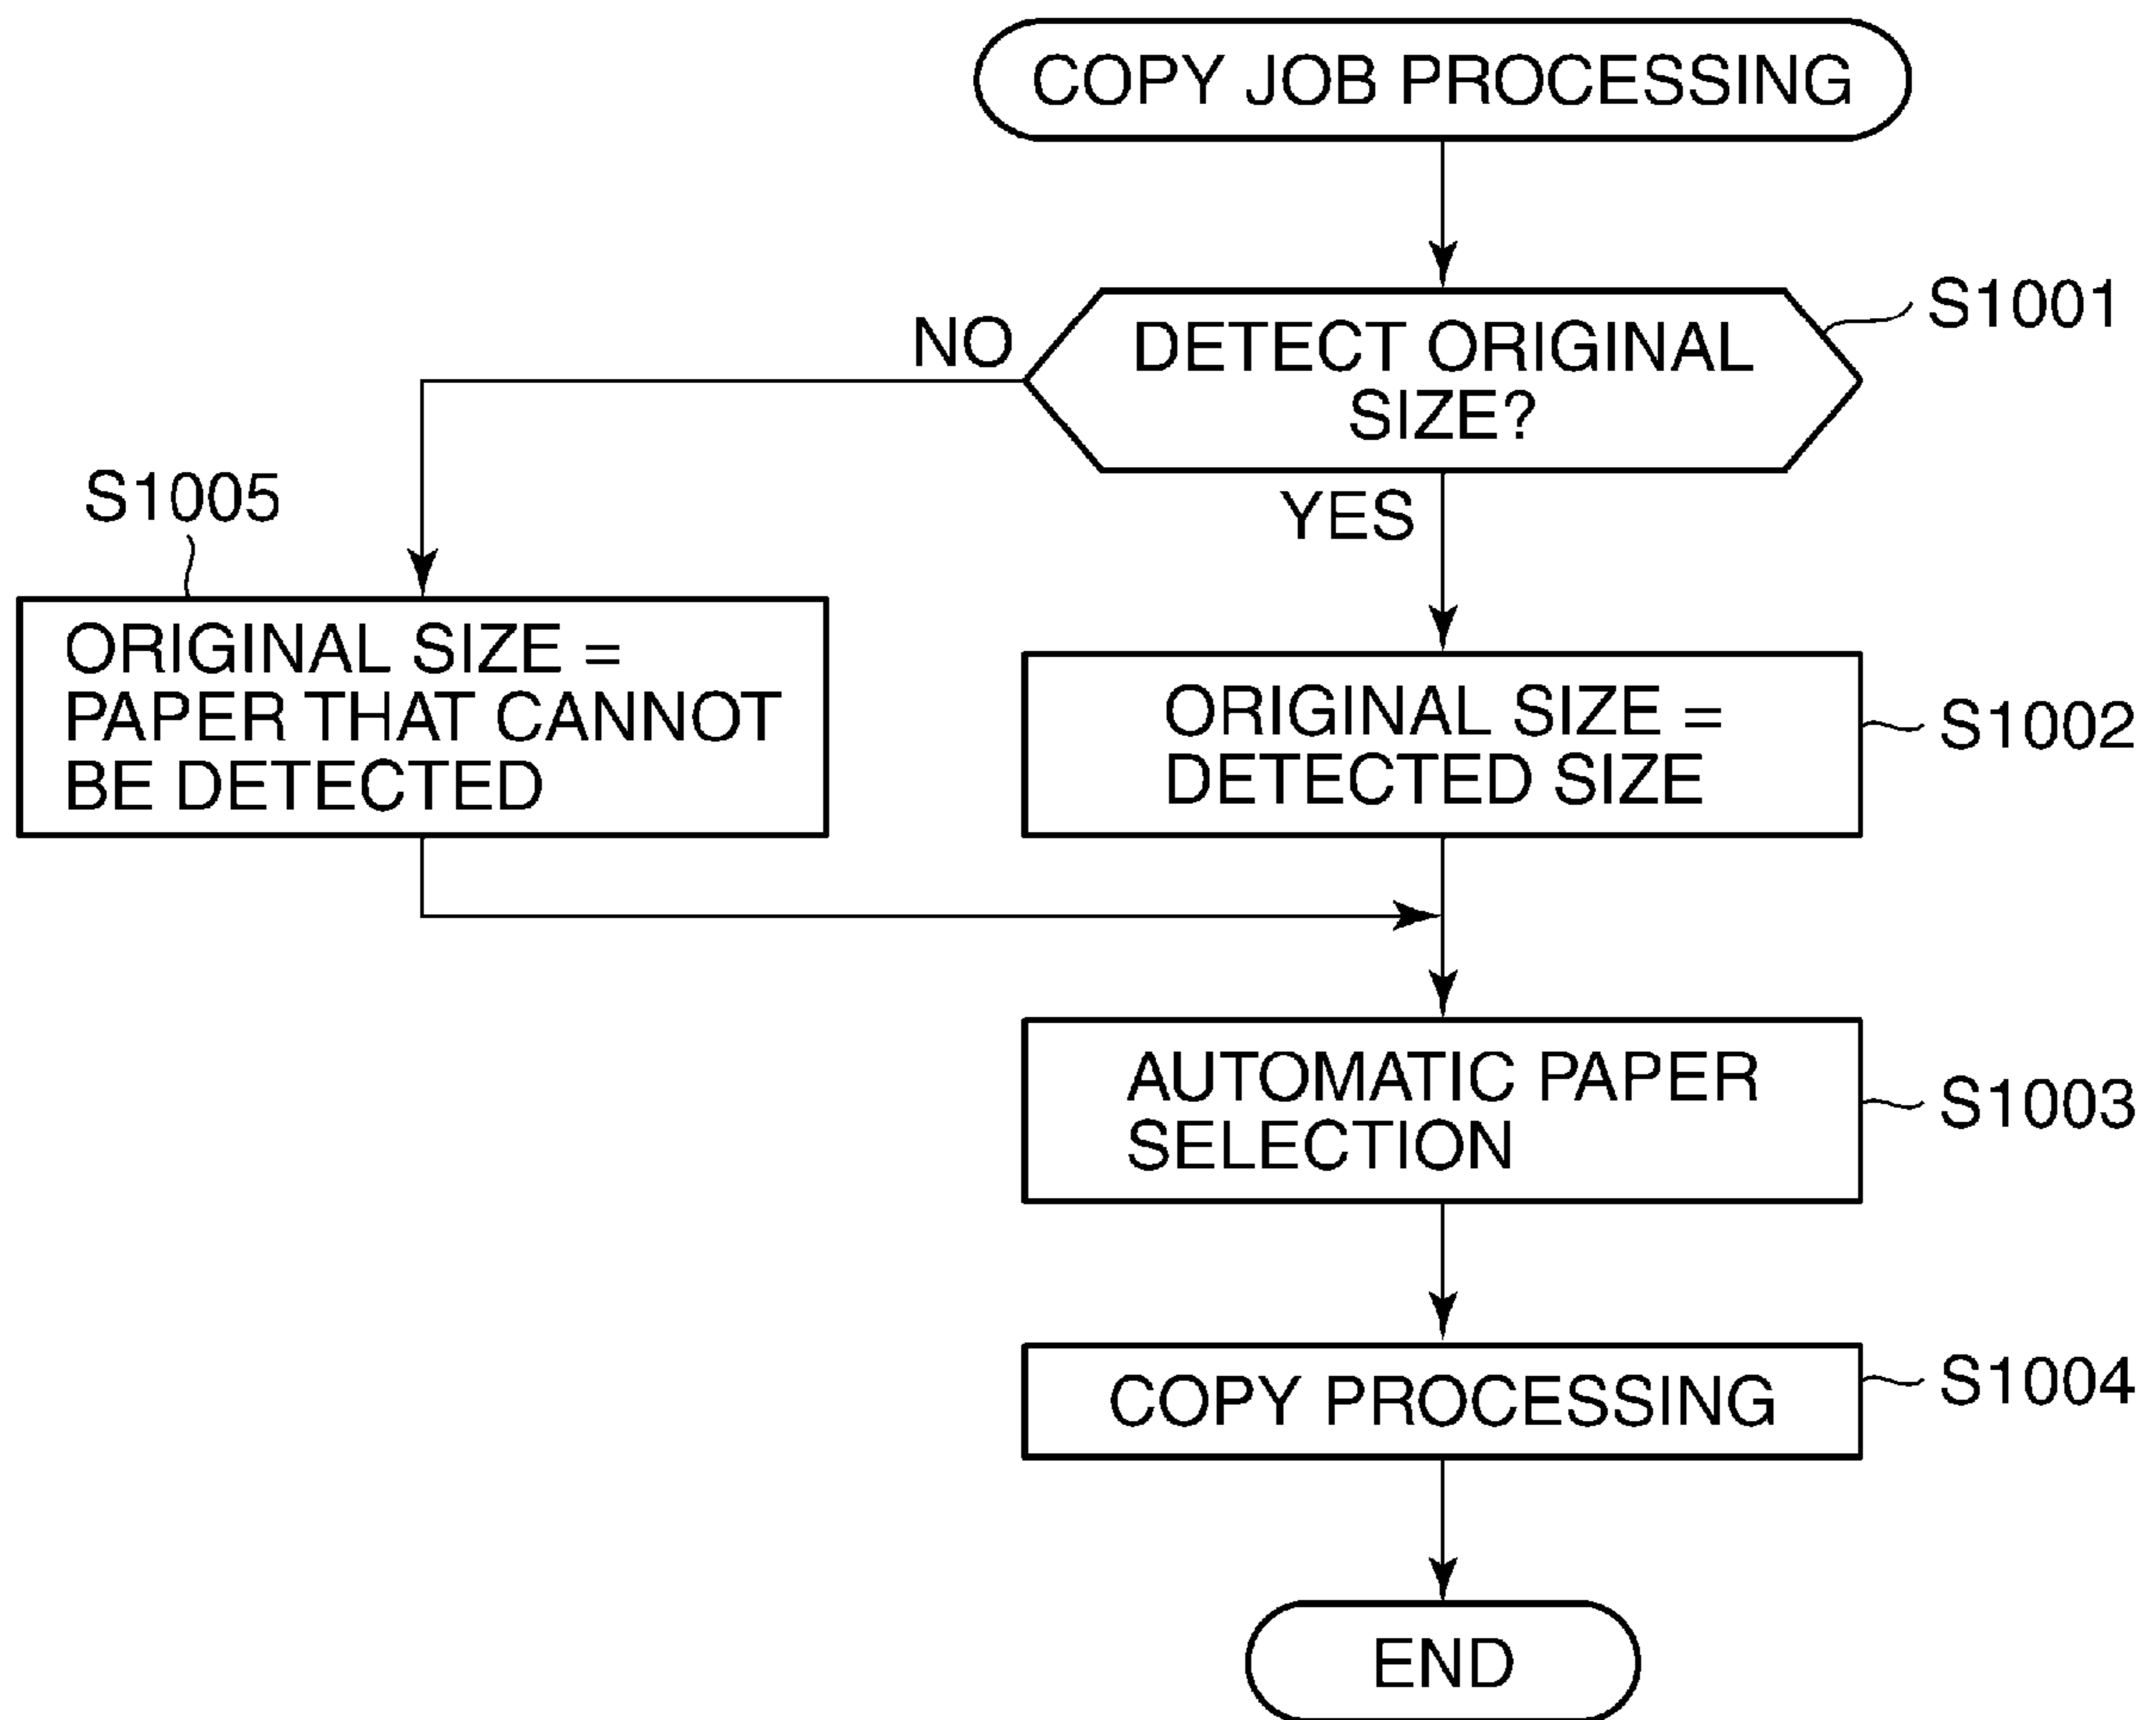 COPY JOB PROCESSING
S1001
NO
DETECT ORIGINAL
SIZE?
YES
S1005
ORIGINAL SIZE =
PAPER THAT CANNOT
BE DETECTED
ORIGINAL SIZE =
DETECTED SIZE
S1002
AUTOMATIC PAPER
SELECTION
S1003
COPY PROCESSING
S1004
END